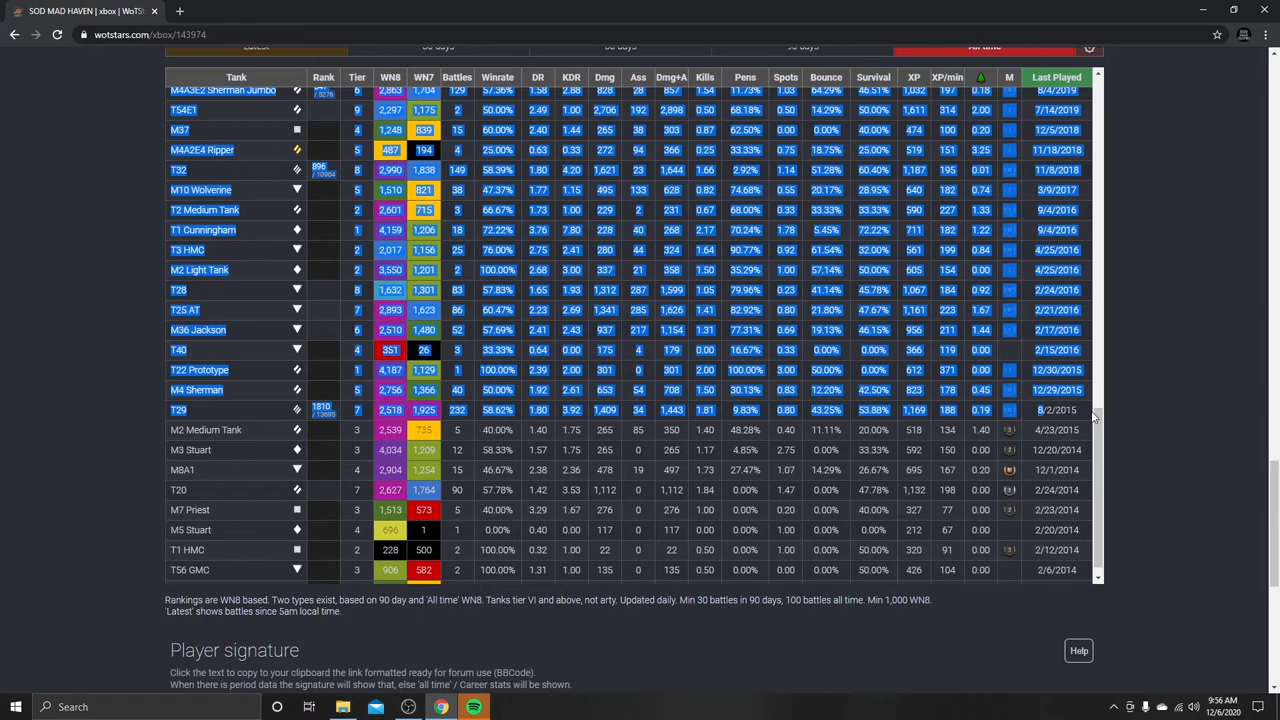 SOD MAD HAVEN | xbox | WoTSt
wotstars.com/xbox/143974
Latest 90 days All time
Tank Rank Tier WN8 WN7 Battles Winrate DR KDR Dmg Ass Dmg+A Kills Pens Spots Bounce Survival XP XP/min M Last Played
M4A3E2 Sherman Jumbo / 5276 6 2,863 1,704 129 57.36% 1.58 2.88 828 28 857 1.54 11.73% 1.03 64.28% 46.51% 1,032 197 0.18 8/4/2019
T54E1 9 2,297 1,175 2 50.00% 2.49 1.00 2,706 192 2,898 0.50 68.18% 0.50 14.29% 50.00% 1,611 314 2.00 7/14/2019
M37 4 1,248 839 15 60.00% 2.40 1.44 265 38 303 0.87 62.50% 0.00 0.00% 40.00% 474 100 0.20 12/5/2018
M4A2E4 Ripper 5 487 194 4 25.00% 0.63 0.33 272 94 366 0.25 33.33% 0.75 18.75% 25.00% 519 151 3.25 11/18/2018
T32 896 / 10904 8 2,990 1,838 149 58.39% 1.80 4.20 1,621 23 1,644 1.66 2.92% 1.14 51.28% 60.40% 1,187 195 0.01 11/8/2018
M10 Wolverine 5 1,510 821 38 47.37% 1.77 1.15 495 133 628 0.82 74.68% 0.55 20.17% 28.95% 640 182 0.74 3/9/2017
T2 Medium Tank 2 2,601 715 3 66.67% 1.73 1.00 229 2 231 0.67 68.00% 0.33 33.33% 33.33% 590 227 1.33 9/4/2016
T1 Cunningham 1 4,159 1,206 18 72.22% 3.76 7.80 228 40 268 2.17 70.24% 1.78 5.45% 72.22% 711 182 1.22 9/4/2016
T3 HMC 2 2,017 1,156 25 76.00% 2.75 2.41 280 44 324 1.64 90.77% 0.92 61.54% 32.00% 561 199 0.84 4/25/2016
M2 Light Tank 2 3,550 1,201 2 100.00% 2.68 3.00 337 21 358 1.50 35.29% 1.00 57.14% 50.00% 605 154 0.00 4/25/2016
T28 8 1,632 1,301 83 57.83% 1.65 1.93 1,312 287 1,599 1.05 79.96% 0.23 41.14% 45.78% 1,067 184 0.92 2/24/2016
T25 AT 7 2,893 1,623 86 60.47% 2.23 2.69 1,341 285 1,626 1.41 82.92% 0.80 21.80% 47.67% 1,161 223 1.67 2/21/2016
M36 Jackson 6 2,510 1,480 52 57.69% 2.41 2.43 937 217 1,154 1.31 77.31% 0.69 19.13% 46.15% 956 211 1.44 2/17/2016
T40 4 351 26 3 33.33% 0.64 0.00 175 4 179 0.00 16.67% 0.33 0.00% 0.00% 366 119 0.00 2/15/2016
T22 Prototype 1 4,187 1,129 1 100.00% 2.39 2.00 301 0 301 2.00 100.00% 3.00 50.00% 0.00% 623 371 0.00 12/30/2015
M4 Sherman 5 2,756 1,366 40 50.00% 1.92 2.61 653 54 708 1.50 30.13% 0.83 12.20% 42.50% 823 178 0.45 12/29/2015
T29 1810 / 13695 7 2,518 1,925 232 58.62% 1.80 3.92 1,409 34 1,443 1.81 9.83% 0.80 43.25% 53.88% 1,169 188 0.19 8/2/2015
M2 Medium Tank 3 2,539 735 5 40.00% 1.40 1.75 265 85 350 1.40 48.28% 0.40 11.11% 20.00% 518 134 1.40 4/23/2015
M3 Stuart 3 4,034 1,209 12 58.33% 1.57 1.75 265 0 265 1.17 4.85% 2.75 0.00% 33.33% 592 150 0.00 12/20/2014
M8A1 4 2,904 1,254 15 46.67% 2.38 2.36 478 19 497 1.73 27.47% 1.07 14.29% 26.67% 695 167 0.20 12/1/2014
T20 7 2,627 1,764 90 57.78% 1.42 3.53 1,112 0 1,112 1.84 0.00% 1.47 0.00% 47.78% 1,132 198 0.00 2/24/2014
M7 Priest 3 1,513 573 5 40.00% 3.29 1.67 276 0 276 1.00 0.00% 0.20 0.00% 40.00% 327 77 0.00 2/23/2014
M5 Stuart 4 696 1 1 0.00% 0.40 0.00 117 0 117 0.00 0.00% 0.00 0.00% 0.00% 212 67 0.00 2/20/2014
T1 HMC 2 228 500 2 100.00% 0.32 1.00 22 0 22 0.50 0.00% 0.00 0.00% 50.00% 320 91 0.00 2/12/2014
T56 GMC 3 906 582 2 100.00% 1.31 1.00 135 0 135 0.50 0.00% 0.50 0.00% 50.00% 426 104 0.00 2/6/2014
Rankings are WN8 based. Two types exist, based on 90 day and 'All time' WN8. Tanks tier VI and above, not arty. Updated daily. Min 30 battles in 90 days, 100 battles all time. Min 1,000 WN8.
'Latest' shows battles since 5am local time.
Player signature
Help
Click the text to copy to your clipboard the link formatted ready for forum use (BBCode).
When there is period data the signature will show that, else 'all time' / Career stats will be shown.
Search
9:56 AM
12/6/2020